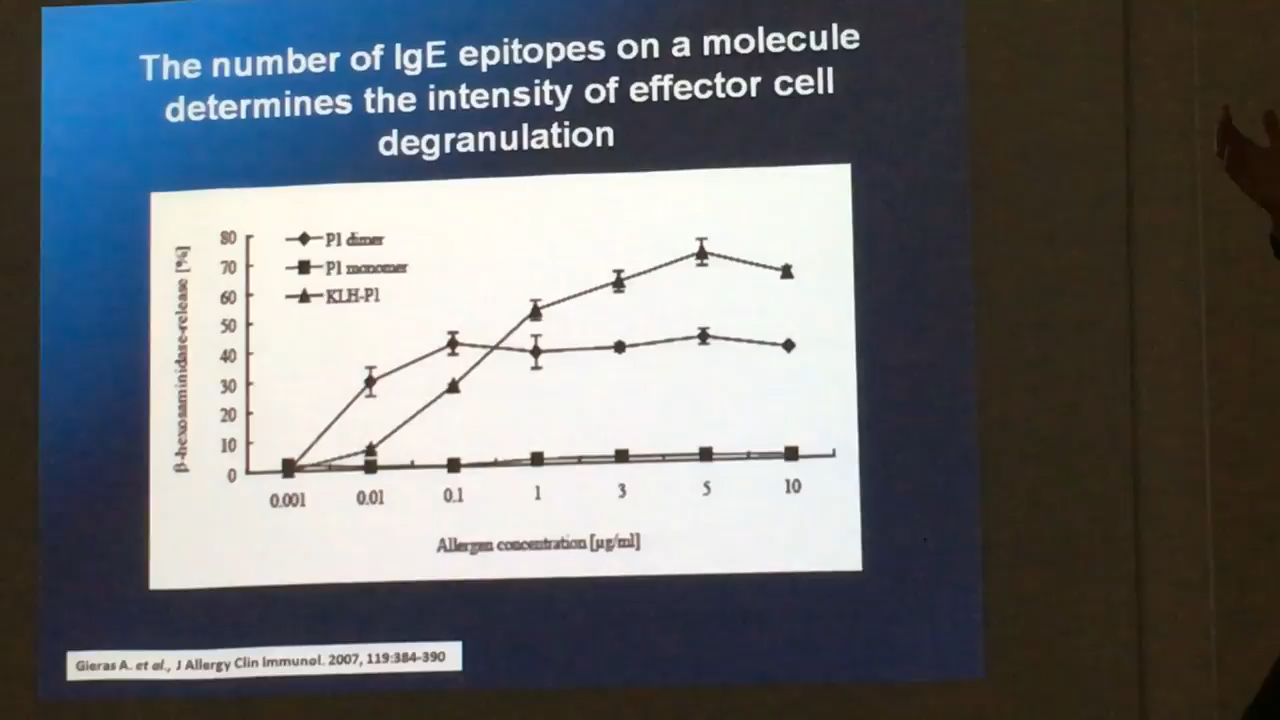 The number of IgE epitopes on a molecule
determines the intensity of effector cell
degranulation
β-hexosaminidase-release [%]
80
70
60
50
40
30
20
10
0
P1 dimer
P1 monomer
KLH-P1
0.001 0.01 0.1 1 3 5 10
Allergen concentration [µg/ml]
Gieras A. et al., J Allergy Clin Immunol. 2007, 119:384-390